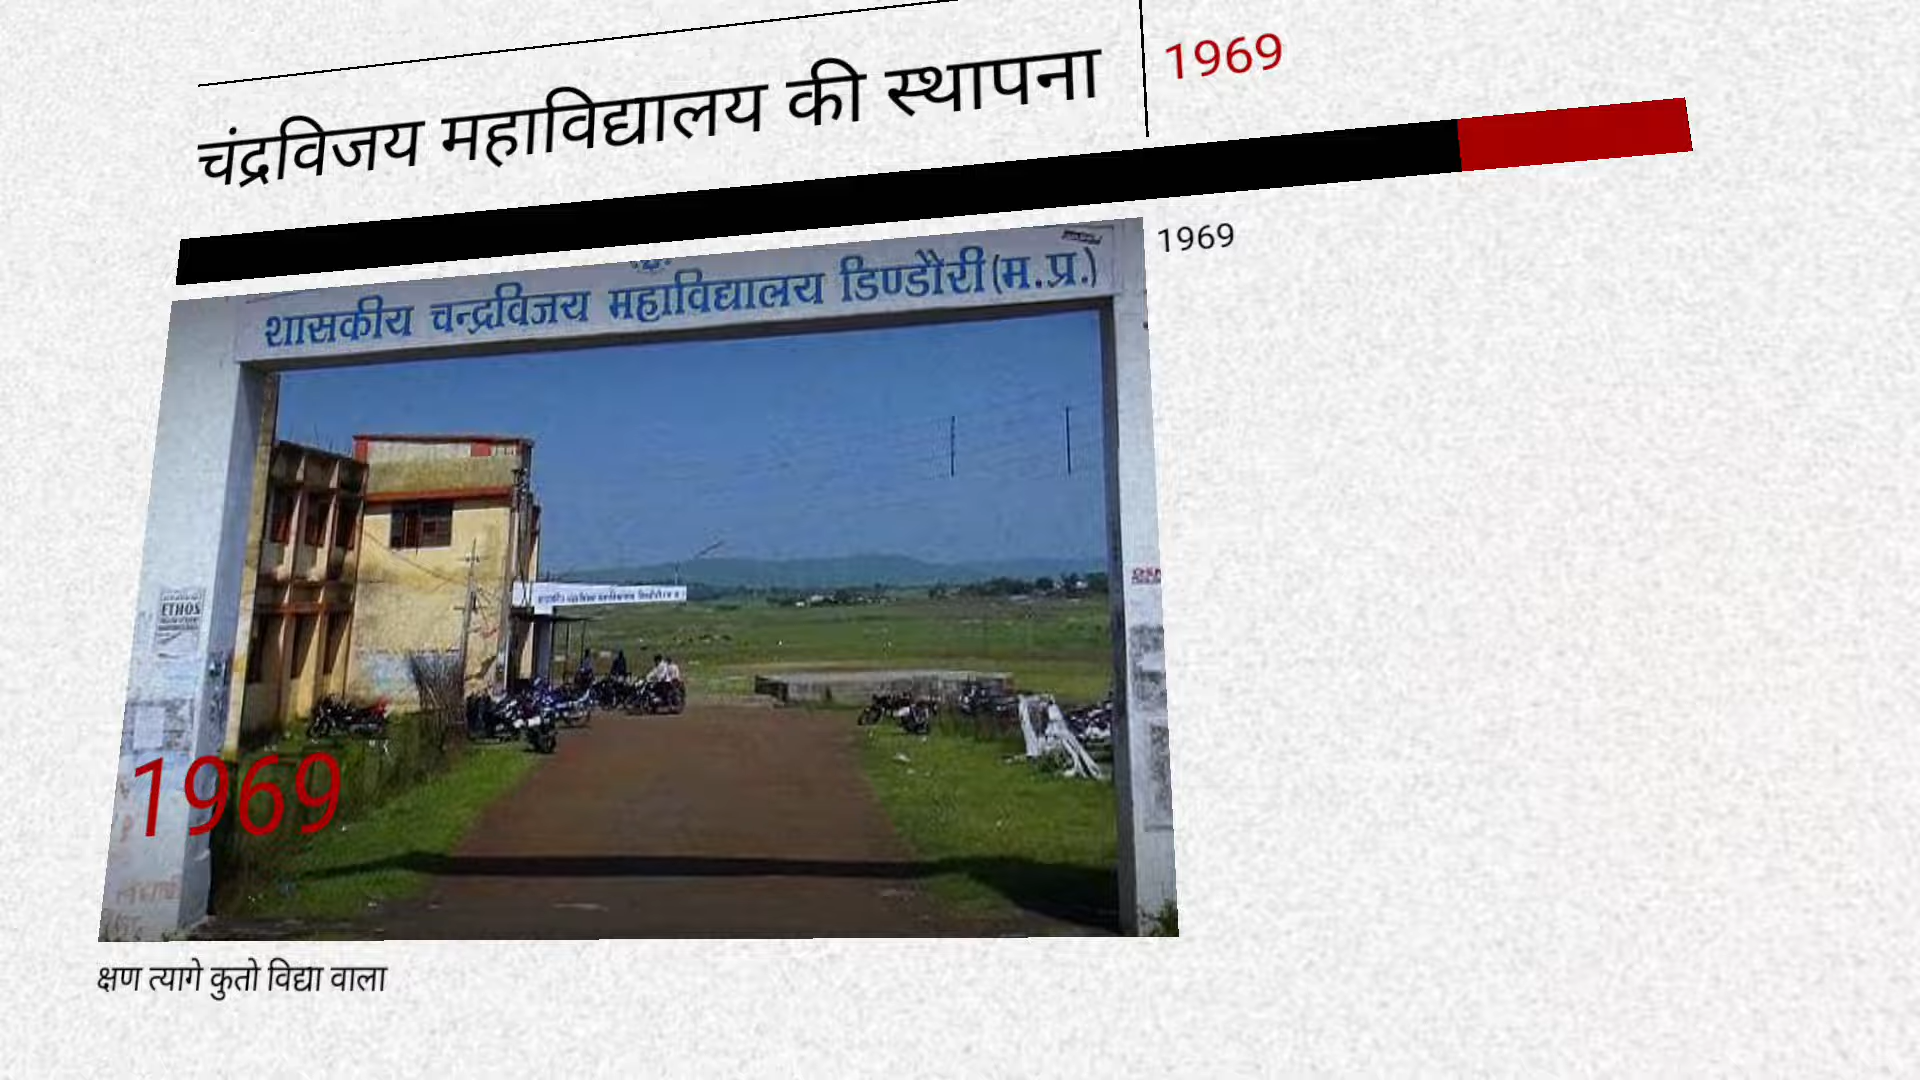 चंद्रविजय महाविद्यालय की स्थापना
1969
1969
शासकीय चन्द्रविजय महाविद्यालय डिण्डौरी (म.प्र.)
ETHOS
1969
क्षण त्यागे कुतो विद्या वाला